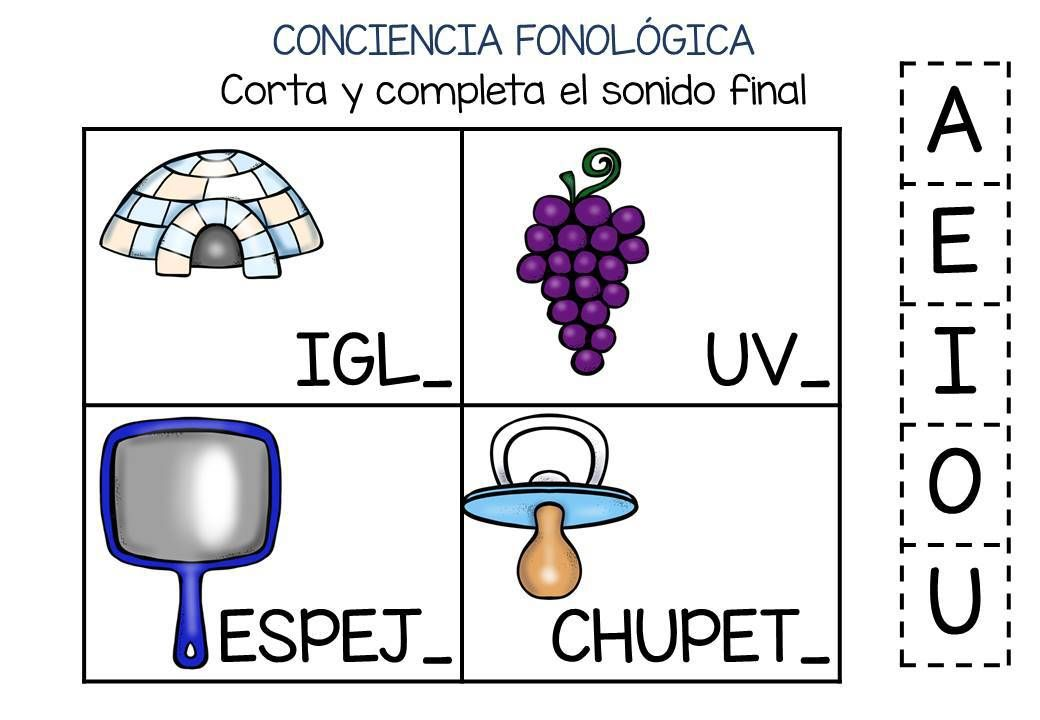 CONCIENCIA FONOLÓGICA
Corta y completa el sonido final
IGL_
UV_
ESPEJ_
CHUPET_
A
E
I
O
U